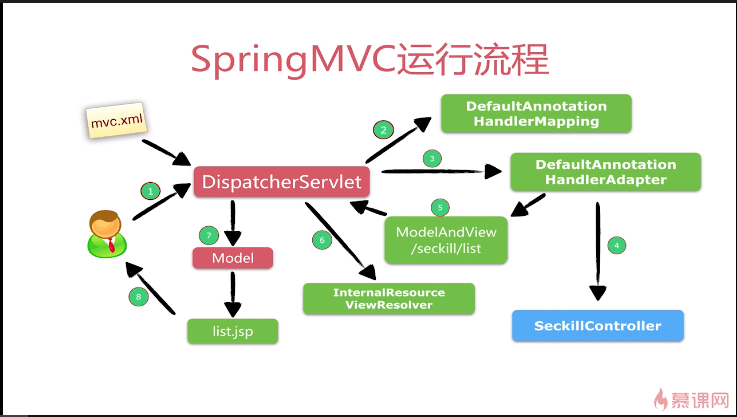 SpringMVC运行流程
mvc.xml
DefaultAnnotation
HandlerMapping
2
3
DefaultAnnotation
HandlerAdapter
DispatcherServlet
1
5
ModelAndView
/seckill/list
7
6
4
Model
8
InternalResource
ViewResolver
list.jsp
SeckillController
慕课网